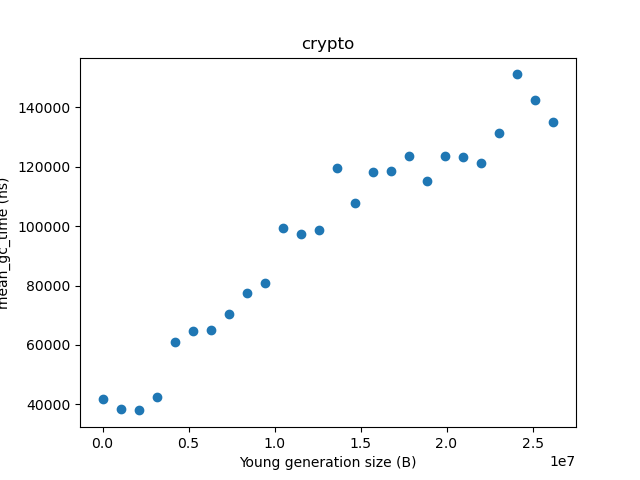 crypto
mean_gc_time (ns)
140000
120000
100000
80000
60000
40000
0.0 0.5 1.0 1.5 2.0 2.5
1e7
Young generation size (B)